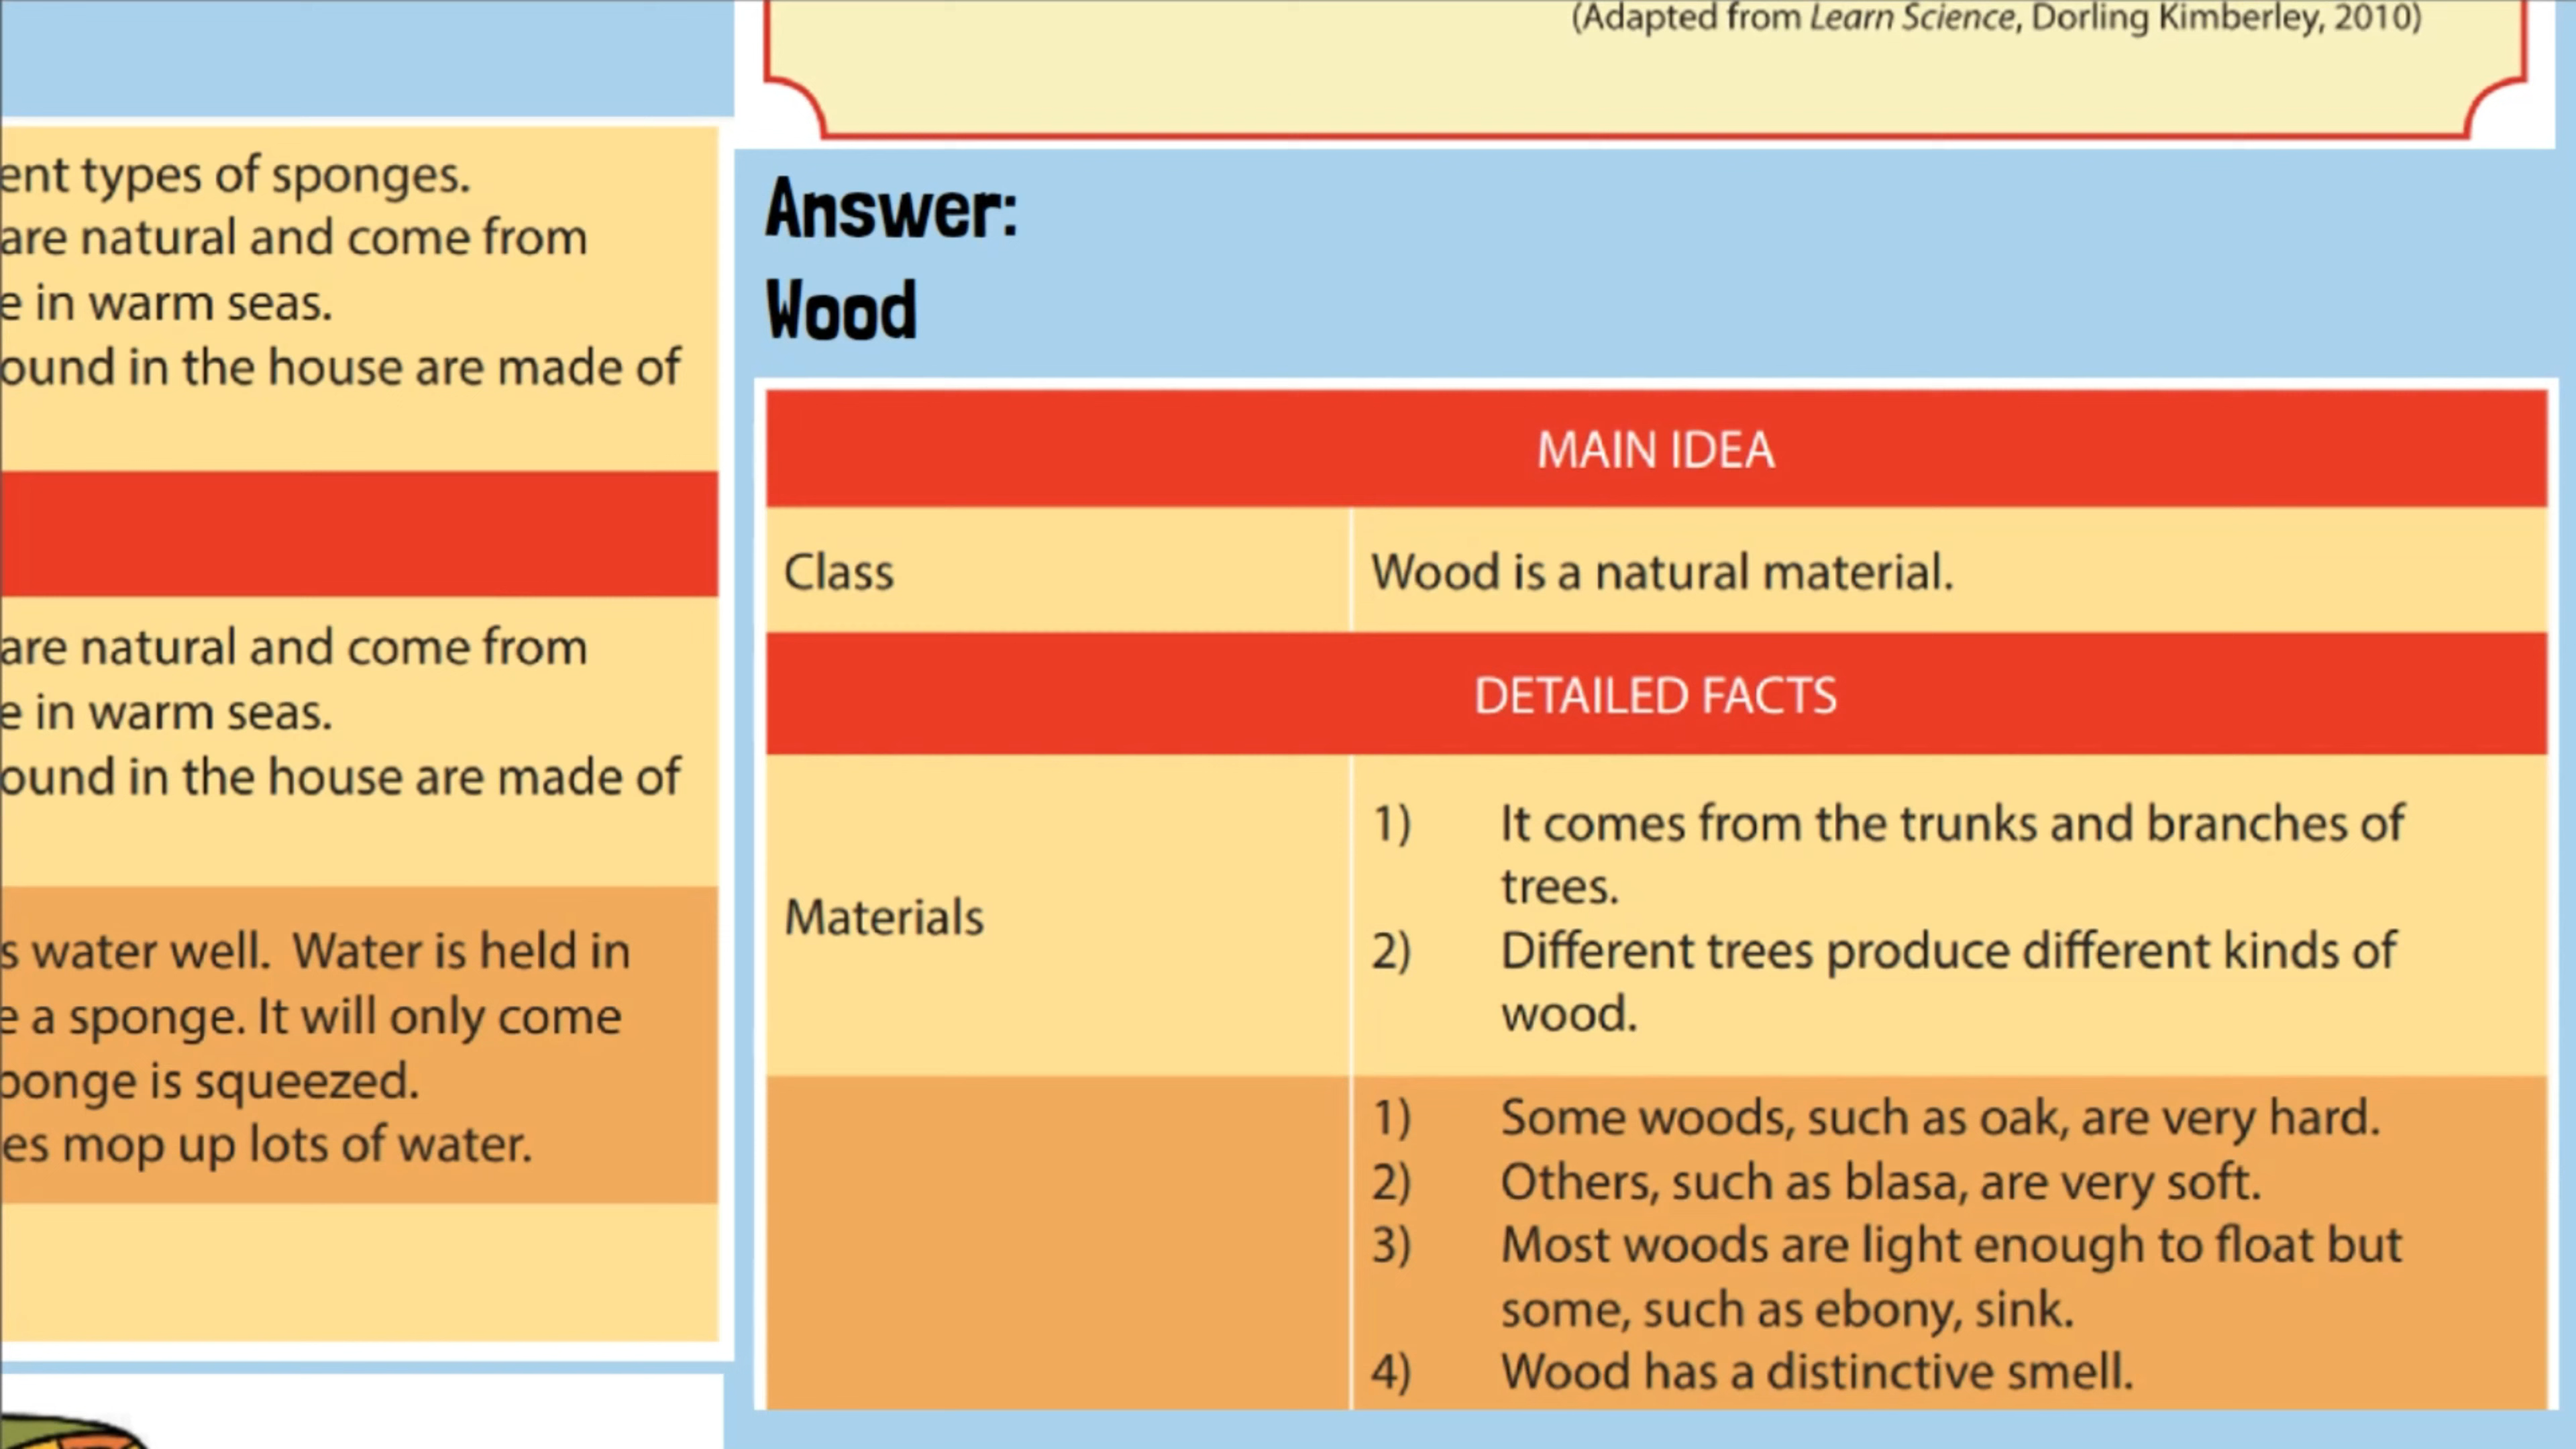 (Adapted from Learn Science, Dorling Kimberley, 2010)
ent types of sponges.
are natural and come from
e in warm seas.
ound in the house are made of
are natural and come from
e in warm seas.
ound in the house are made of
s water well. Water is held in
e a sponge. It will only come
ponge is squeezed.
es mop up lots of water.
Answer:
Wood
MAIN IDEA
Class
Wood is a natural material.
DETAILED FACTS
Materials
1) It comes from the trunks and branches of
trees.
2) Different trees produce different kinds of
wood.
1) Some woods, such as oak, are very hard.
2) Others, such as blasa, are very soft.
3) Most woods are light enough to float but
some, such as ebony, sink.
4) Wood has a distinctive smell.